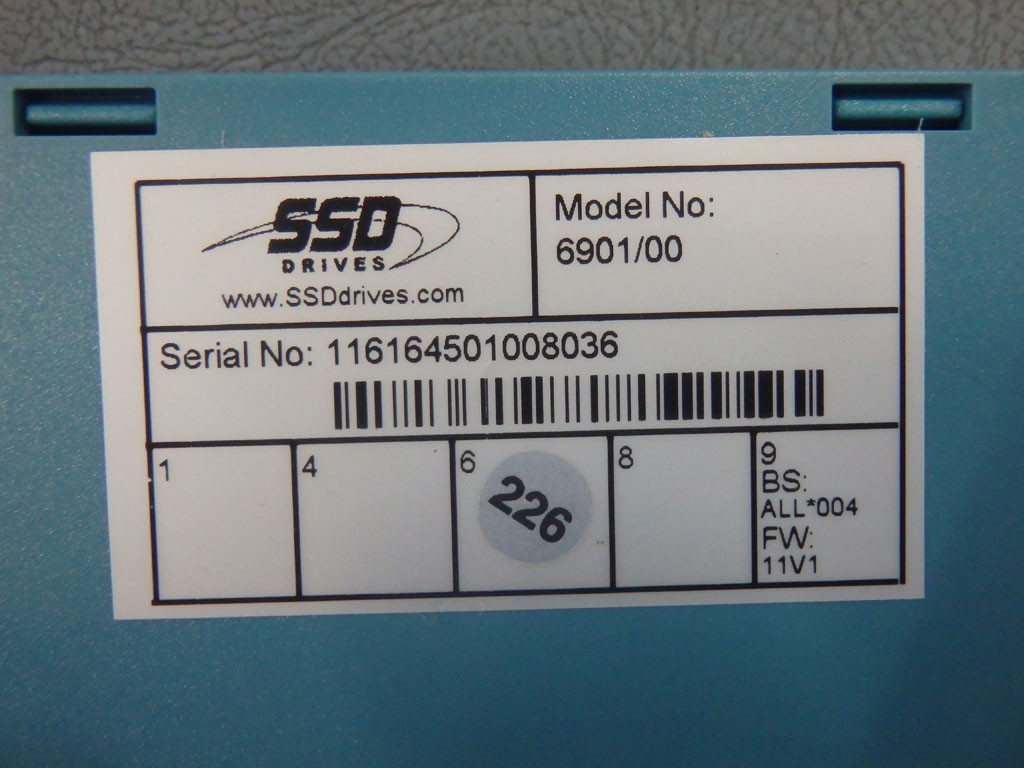 SSD
DRIVES
www.SSDdrives.com
Model No:
6901/00
Serial No: 116164501008036
1
4
6
226
8
9
BS:
ALL*004
FW:
11V1